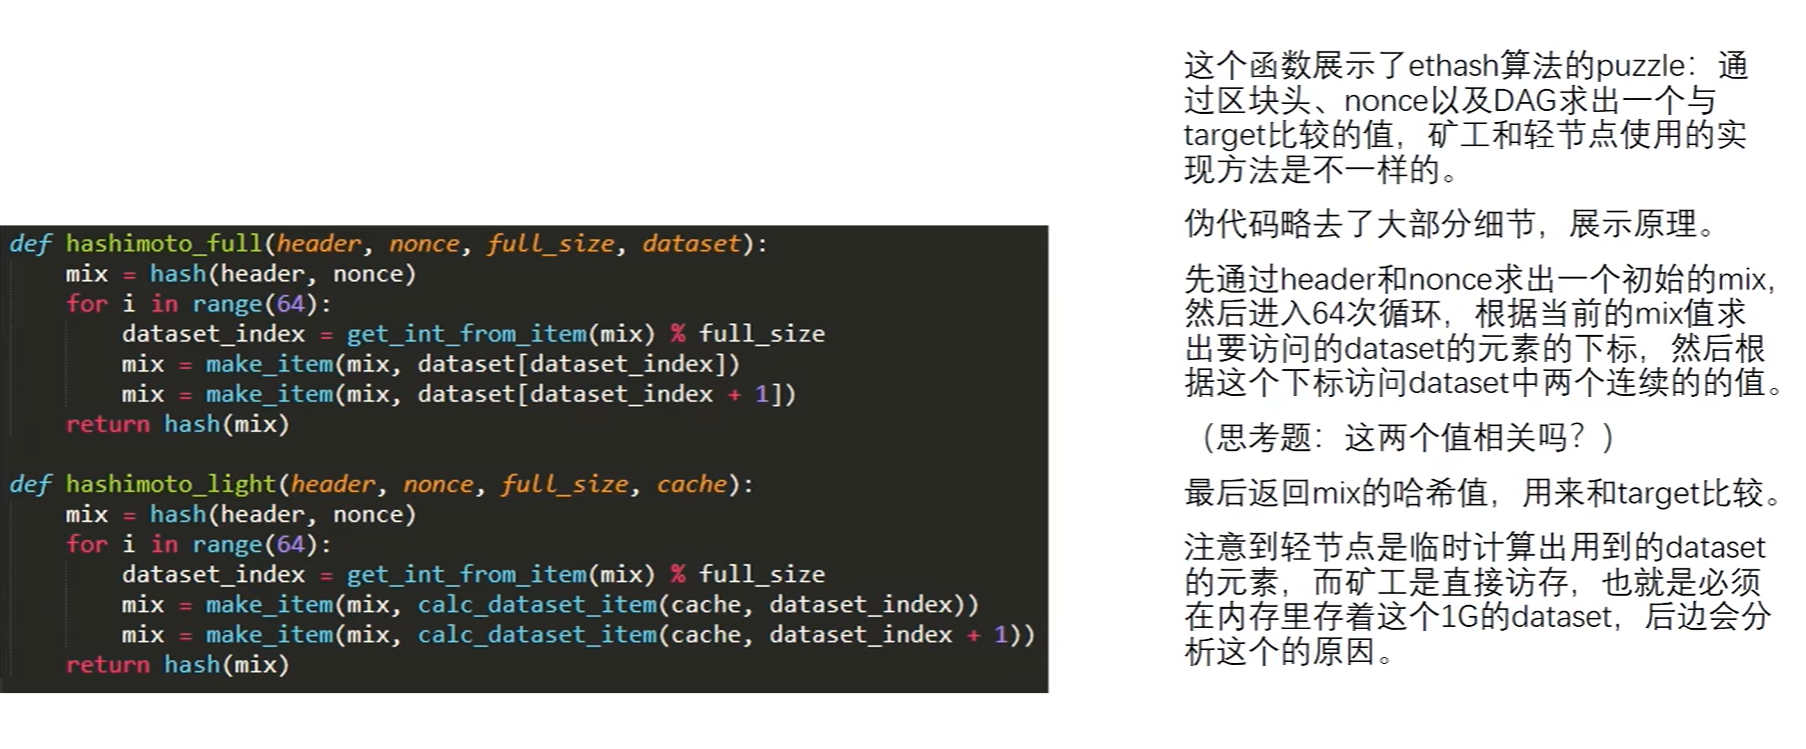 def hashimoto_full(header, nonce, full_size, dataset):
    mix = hash(header, nonce)
    for i in range(64):
        dataset_index = get_int_from_item(mix) % full_size
        mix = make_item(mix, dataset[dataset_index])
        mix = make_item(mix, dataset[dataset_index + 1])
    return hash(mix)
def hashimoto_light(header, nonce, full_size, cache):
    mix = hash(header, nonce)
    for i in range(64):
        dataset_index = get_int_from_item(mix) % full_size
        mix = make_item(mix, calc_dataset_item(cache, dataset_index))
        mix = make_item(mix, calc_dataset_item(cache, dataset_index + 1))
    return hash(mix)
这个函数展示了ethash算法的puzzle：通
过区块头、nonce以及DAG求出一个与
target比较的值，矿工和轻节点使用的实
现方法是不一样的。
伪代码略去了大部分细节，展示原理。
先通过header和nonce求出一个初始的mix,
然后进入64次循环，根据当前的mix值求
出要访问的dataset的元素的下标，然后根
据这个下标访问dataset中两个连续的的值。
（思考题：这两个值相关吗？）
最后返回mix的哈希值，用来和target比较。
注意到轻节点是临时计算出用到的dataset
的元素，而矿工是直接访存，也就是必须
在内存里存着这个1G的dataset，后边会分
析这个的原因。